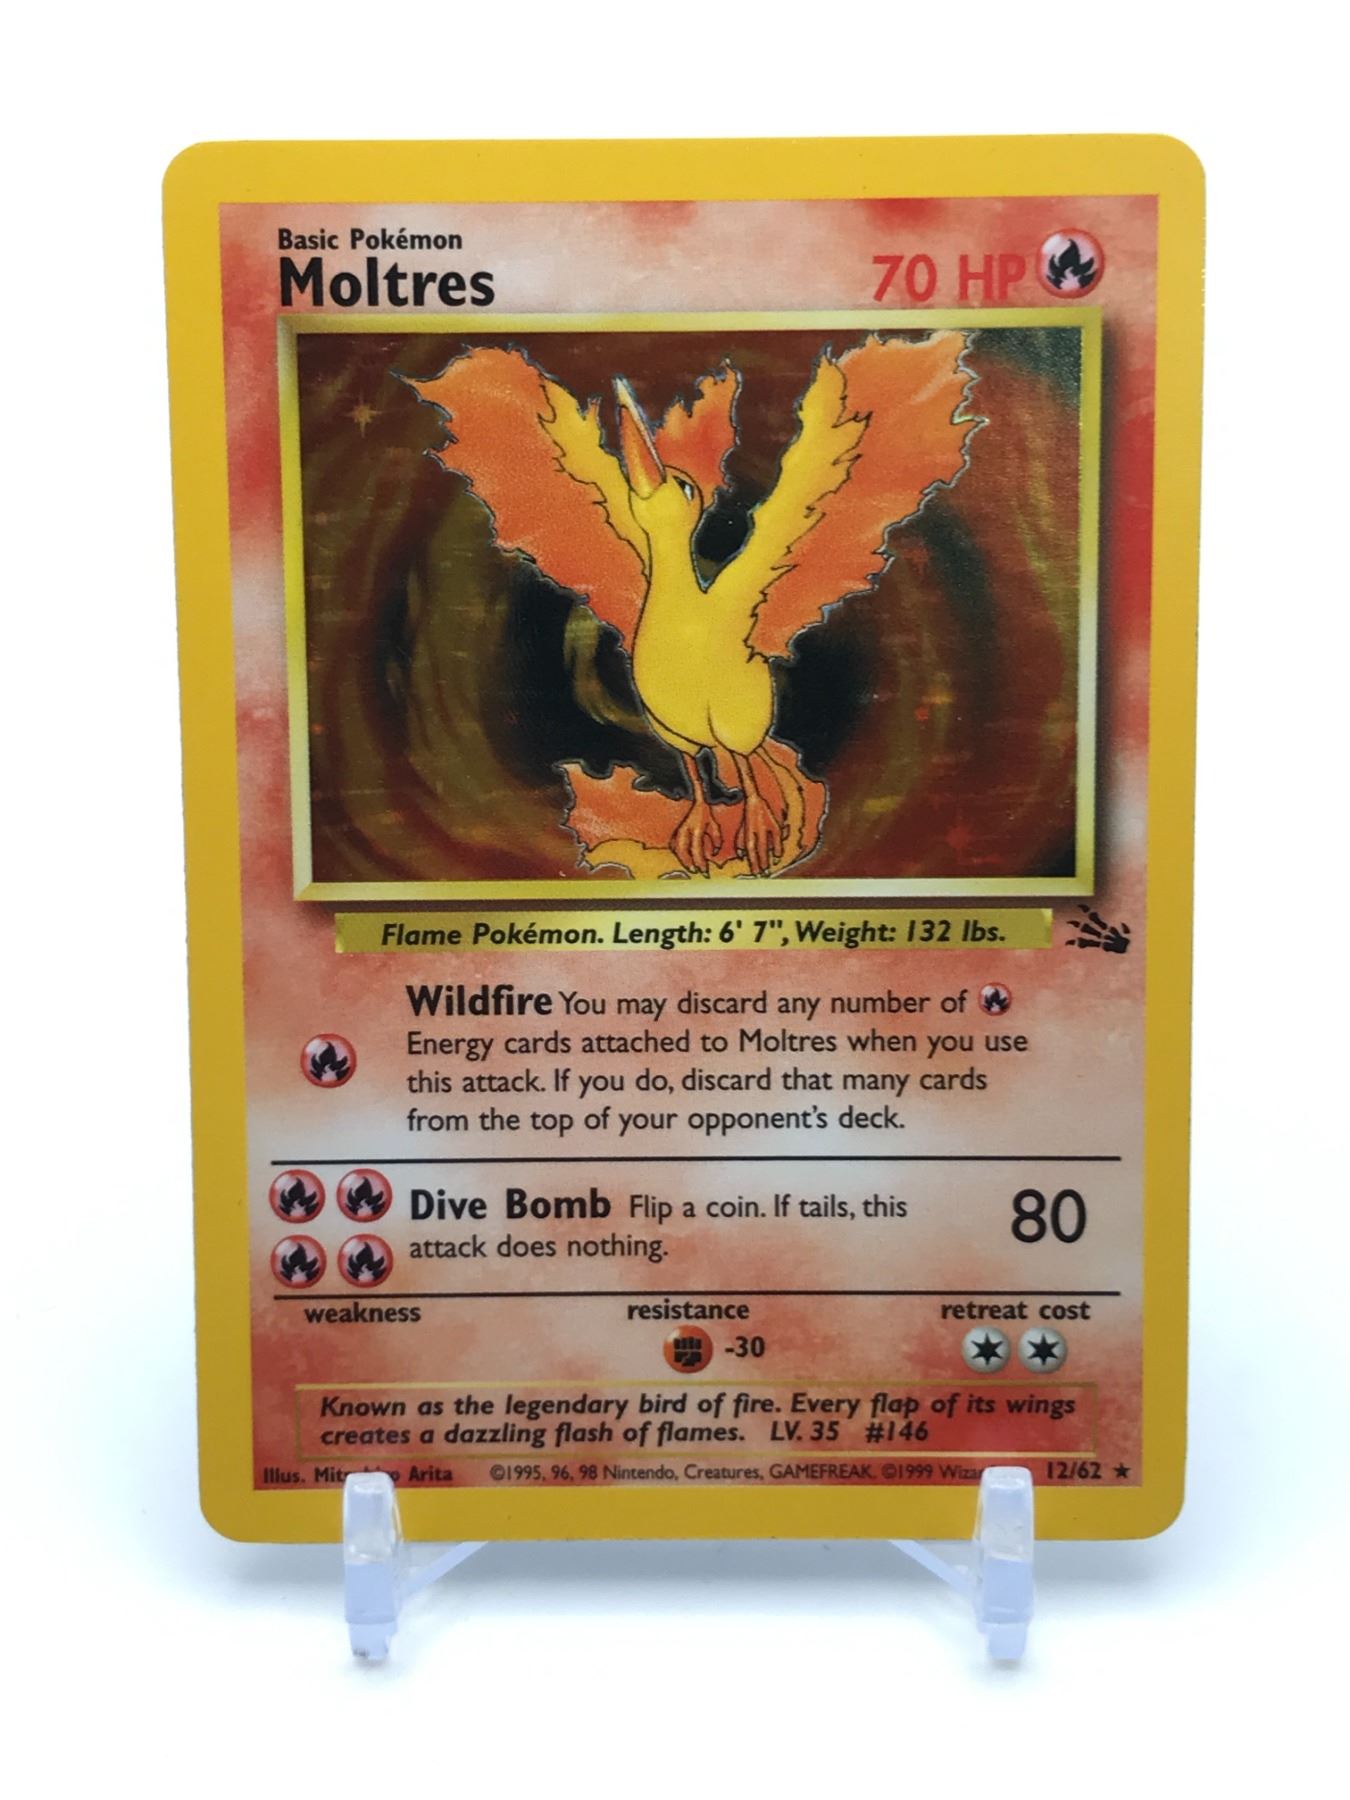 Basic Pokémon
Moltres
70 HP
Flame Pokémon. Length: 6' 7", Weight: 132 lbs.
Wildfire You may discard any number of
Energy cards attached to Moltres when you use
this attack. If you do, discard that many cards
from the top of your opponent's deck.
Dive Bomb Flip a coin. If tails, this
attack does nothing.
80
weakness resistance retreat cost
-30
Known as the legendary bird of fire. Every flap of its wings
creates a dazzling flash of flames. LV. 35 #146
Illus. Arita ©1995, 96, 98 Nintendo, Creatures, GAMEFREAK. ©1999 12/62